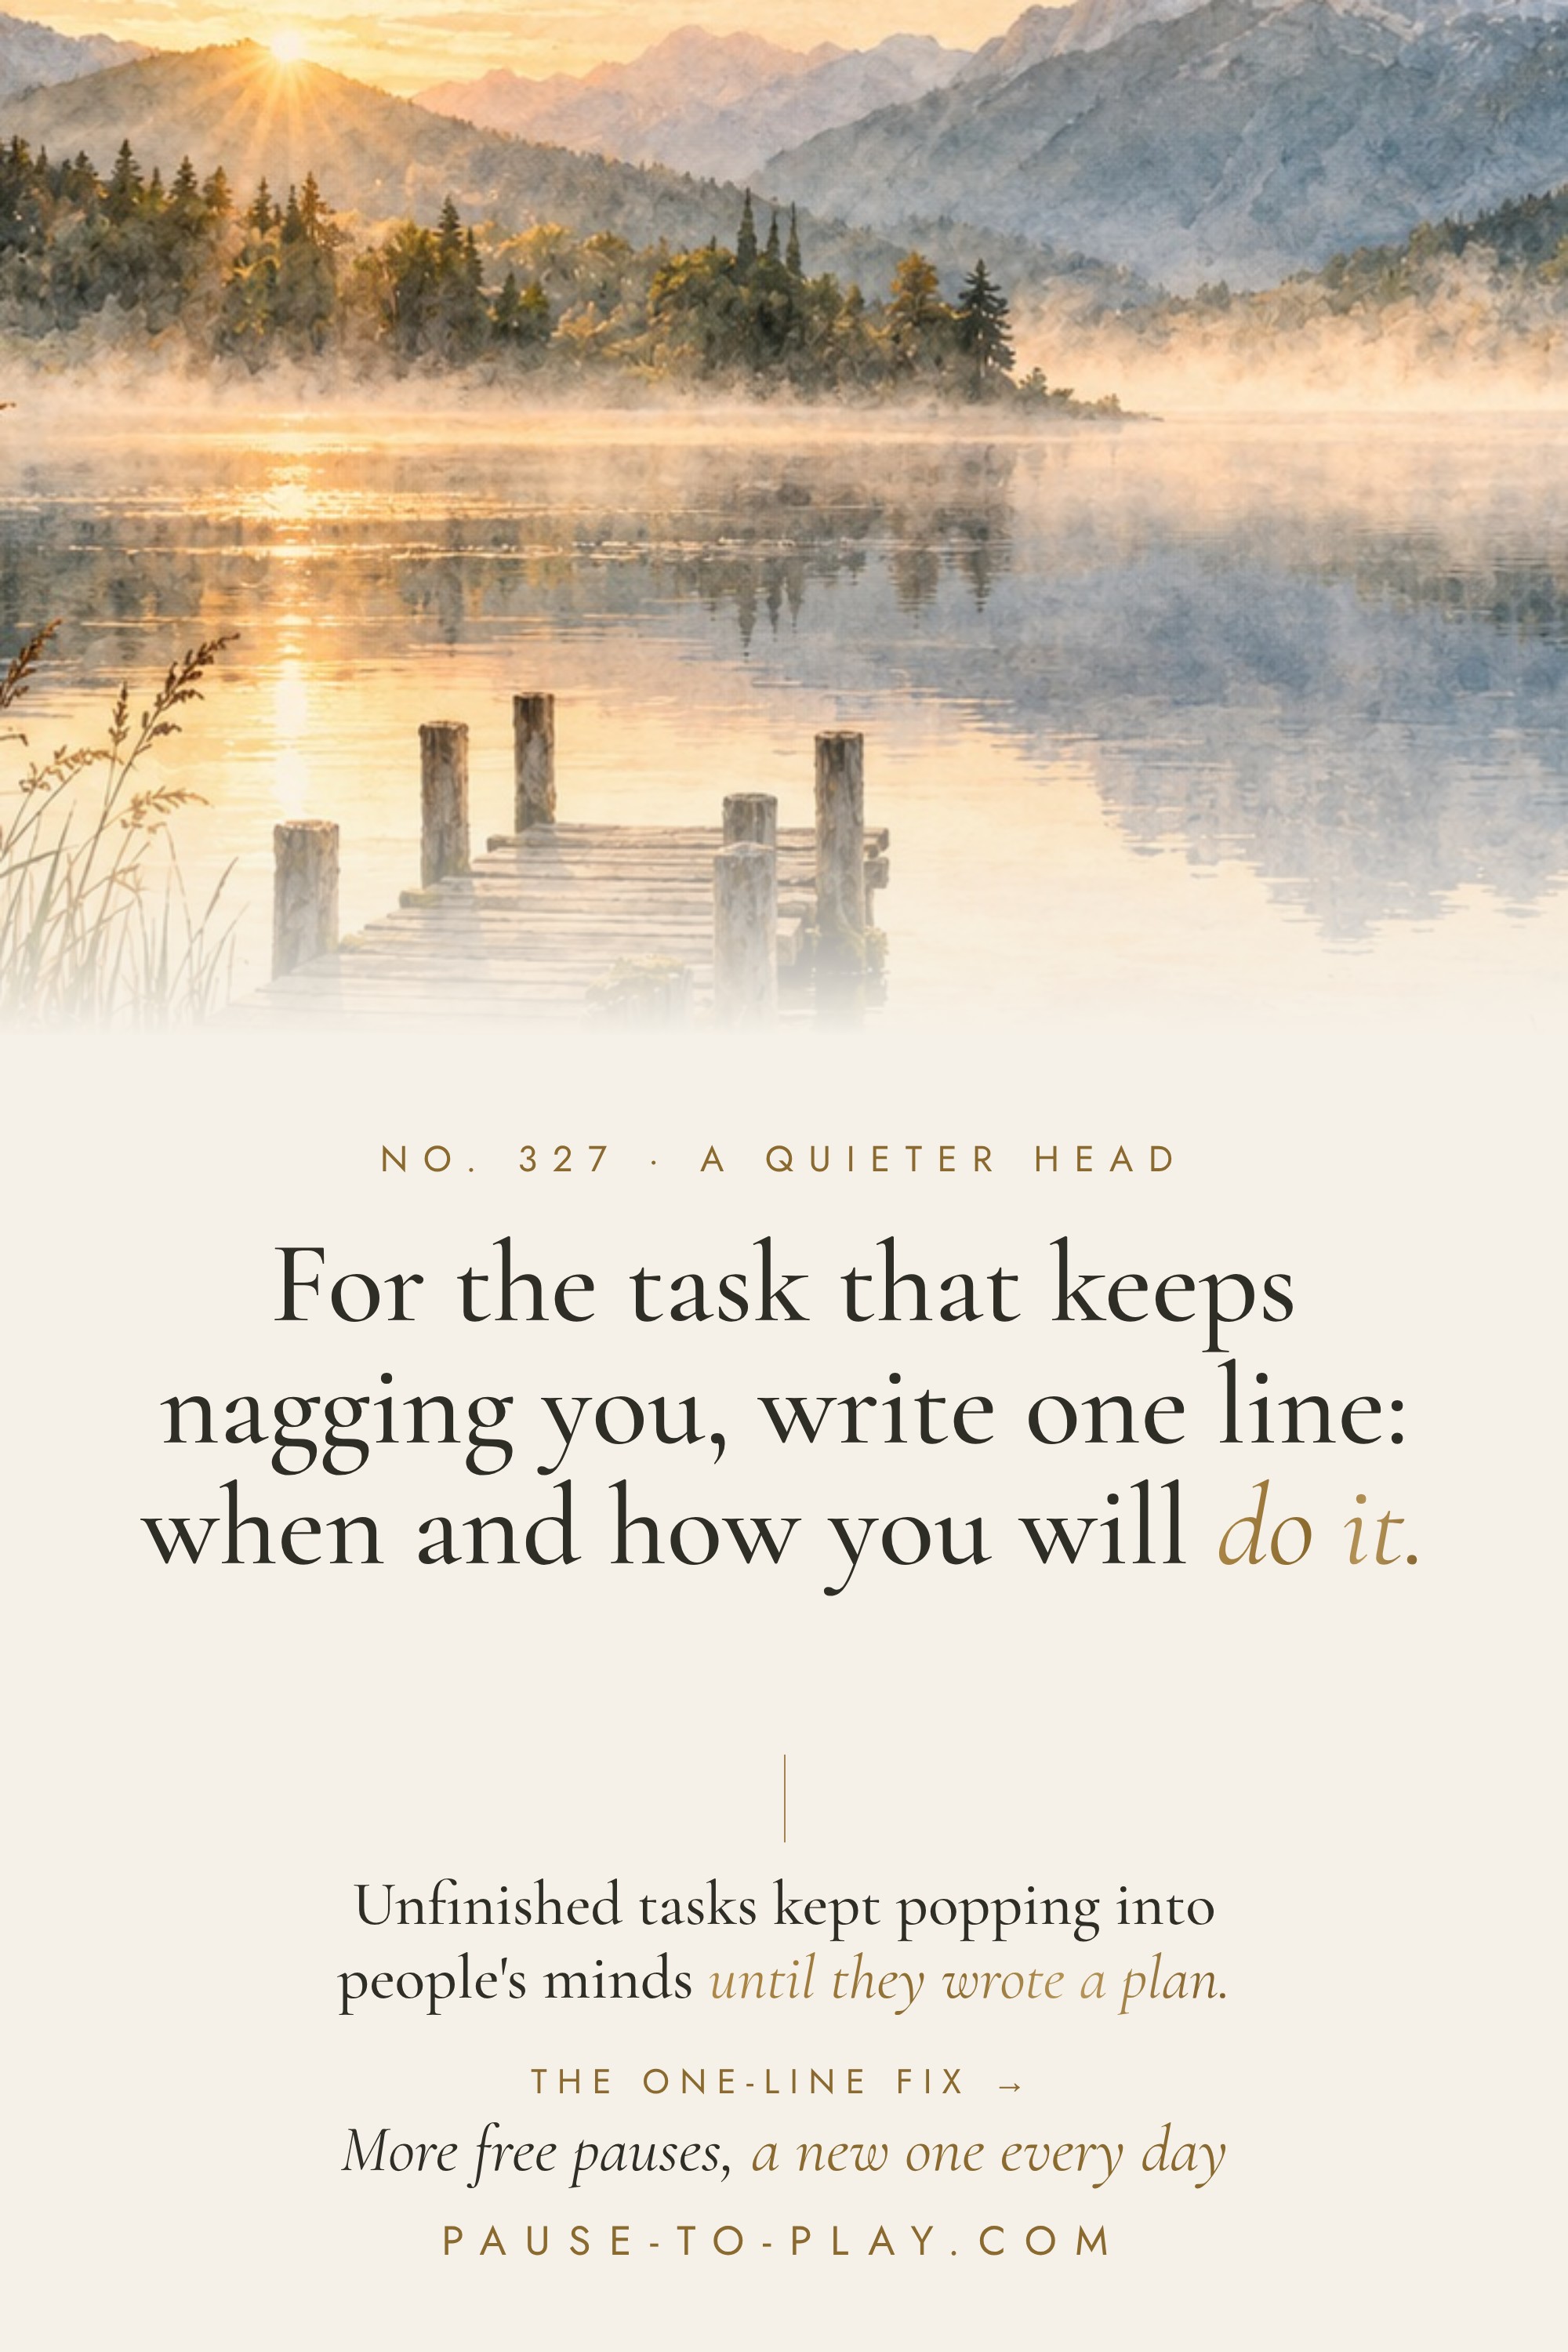 NO. 327 · A QUIETER HEAD
For the task that keeps
nagging you, write one line:
when and how you will do it.
Unfinished tasks kept popping into
people's minds until they wrote a plan.
THE ONE-LINE FIX →
More free pauses, a new one every day
PAUSE-TO-PLAY.COM